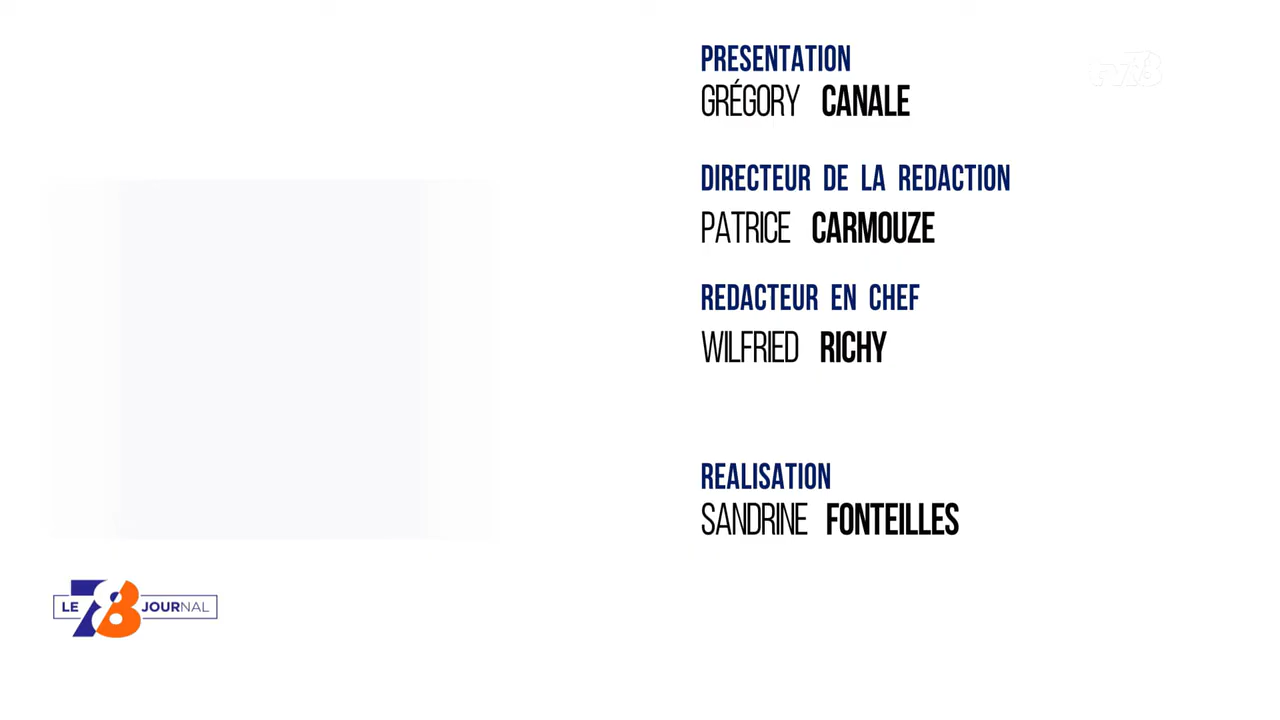 PRESENTATION
GRÉGORY CANALE
DIRECTEUR DE LA REDACTION
PATRICE CARMOUZE
REDACTEUR EN CHEF
WILFRIED RICHY
REALISATION
SANDRINE FONTEILLES
LE 78 JOURNAL
TV78